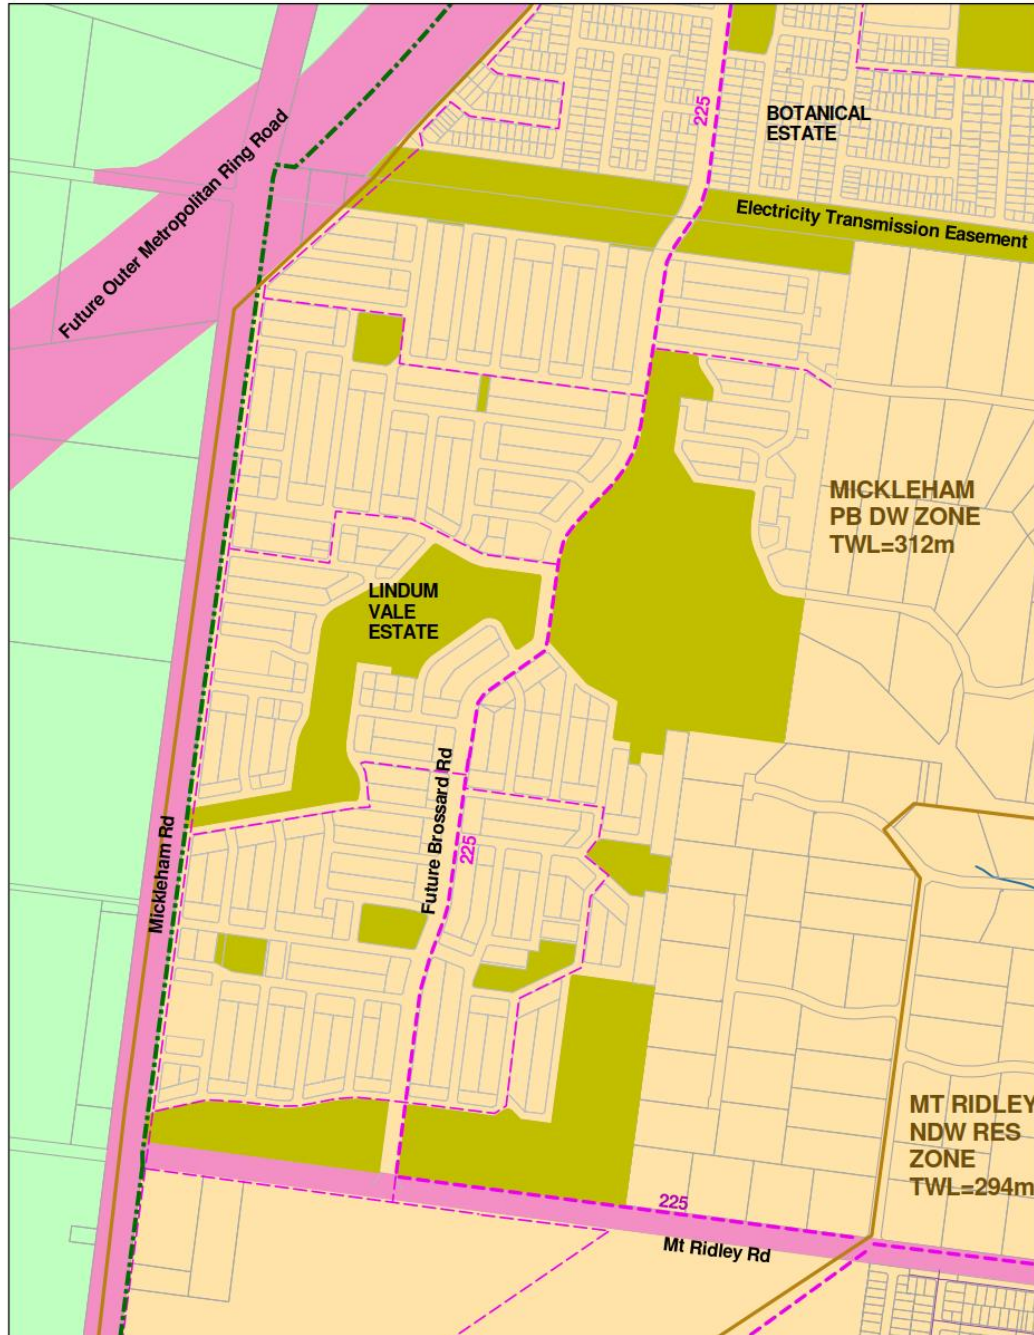 225
BOTANICAL
ESTATE
Future Outer Metropolitan Ring Road
Electricity Transmission Easement
MICKLEHAM
PB DW ZONE
TWL=312m
LINDUM
VALE
ESTATE
Future Brossard Rd
225
Mickleham Rd
MT RIDLEY
NDW RES
ZONE
TWL=294m
225
Mt Ridley Rd